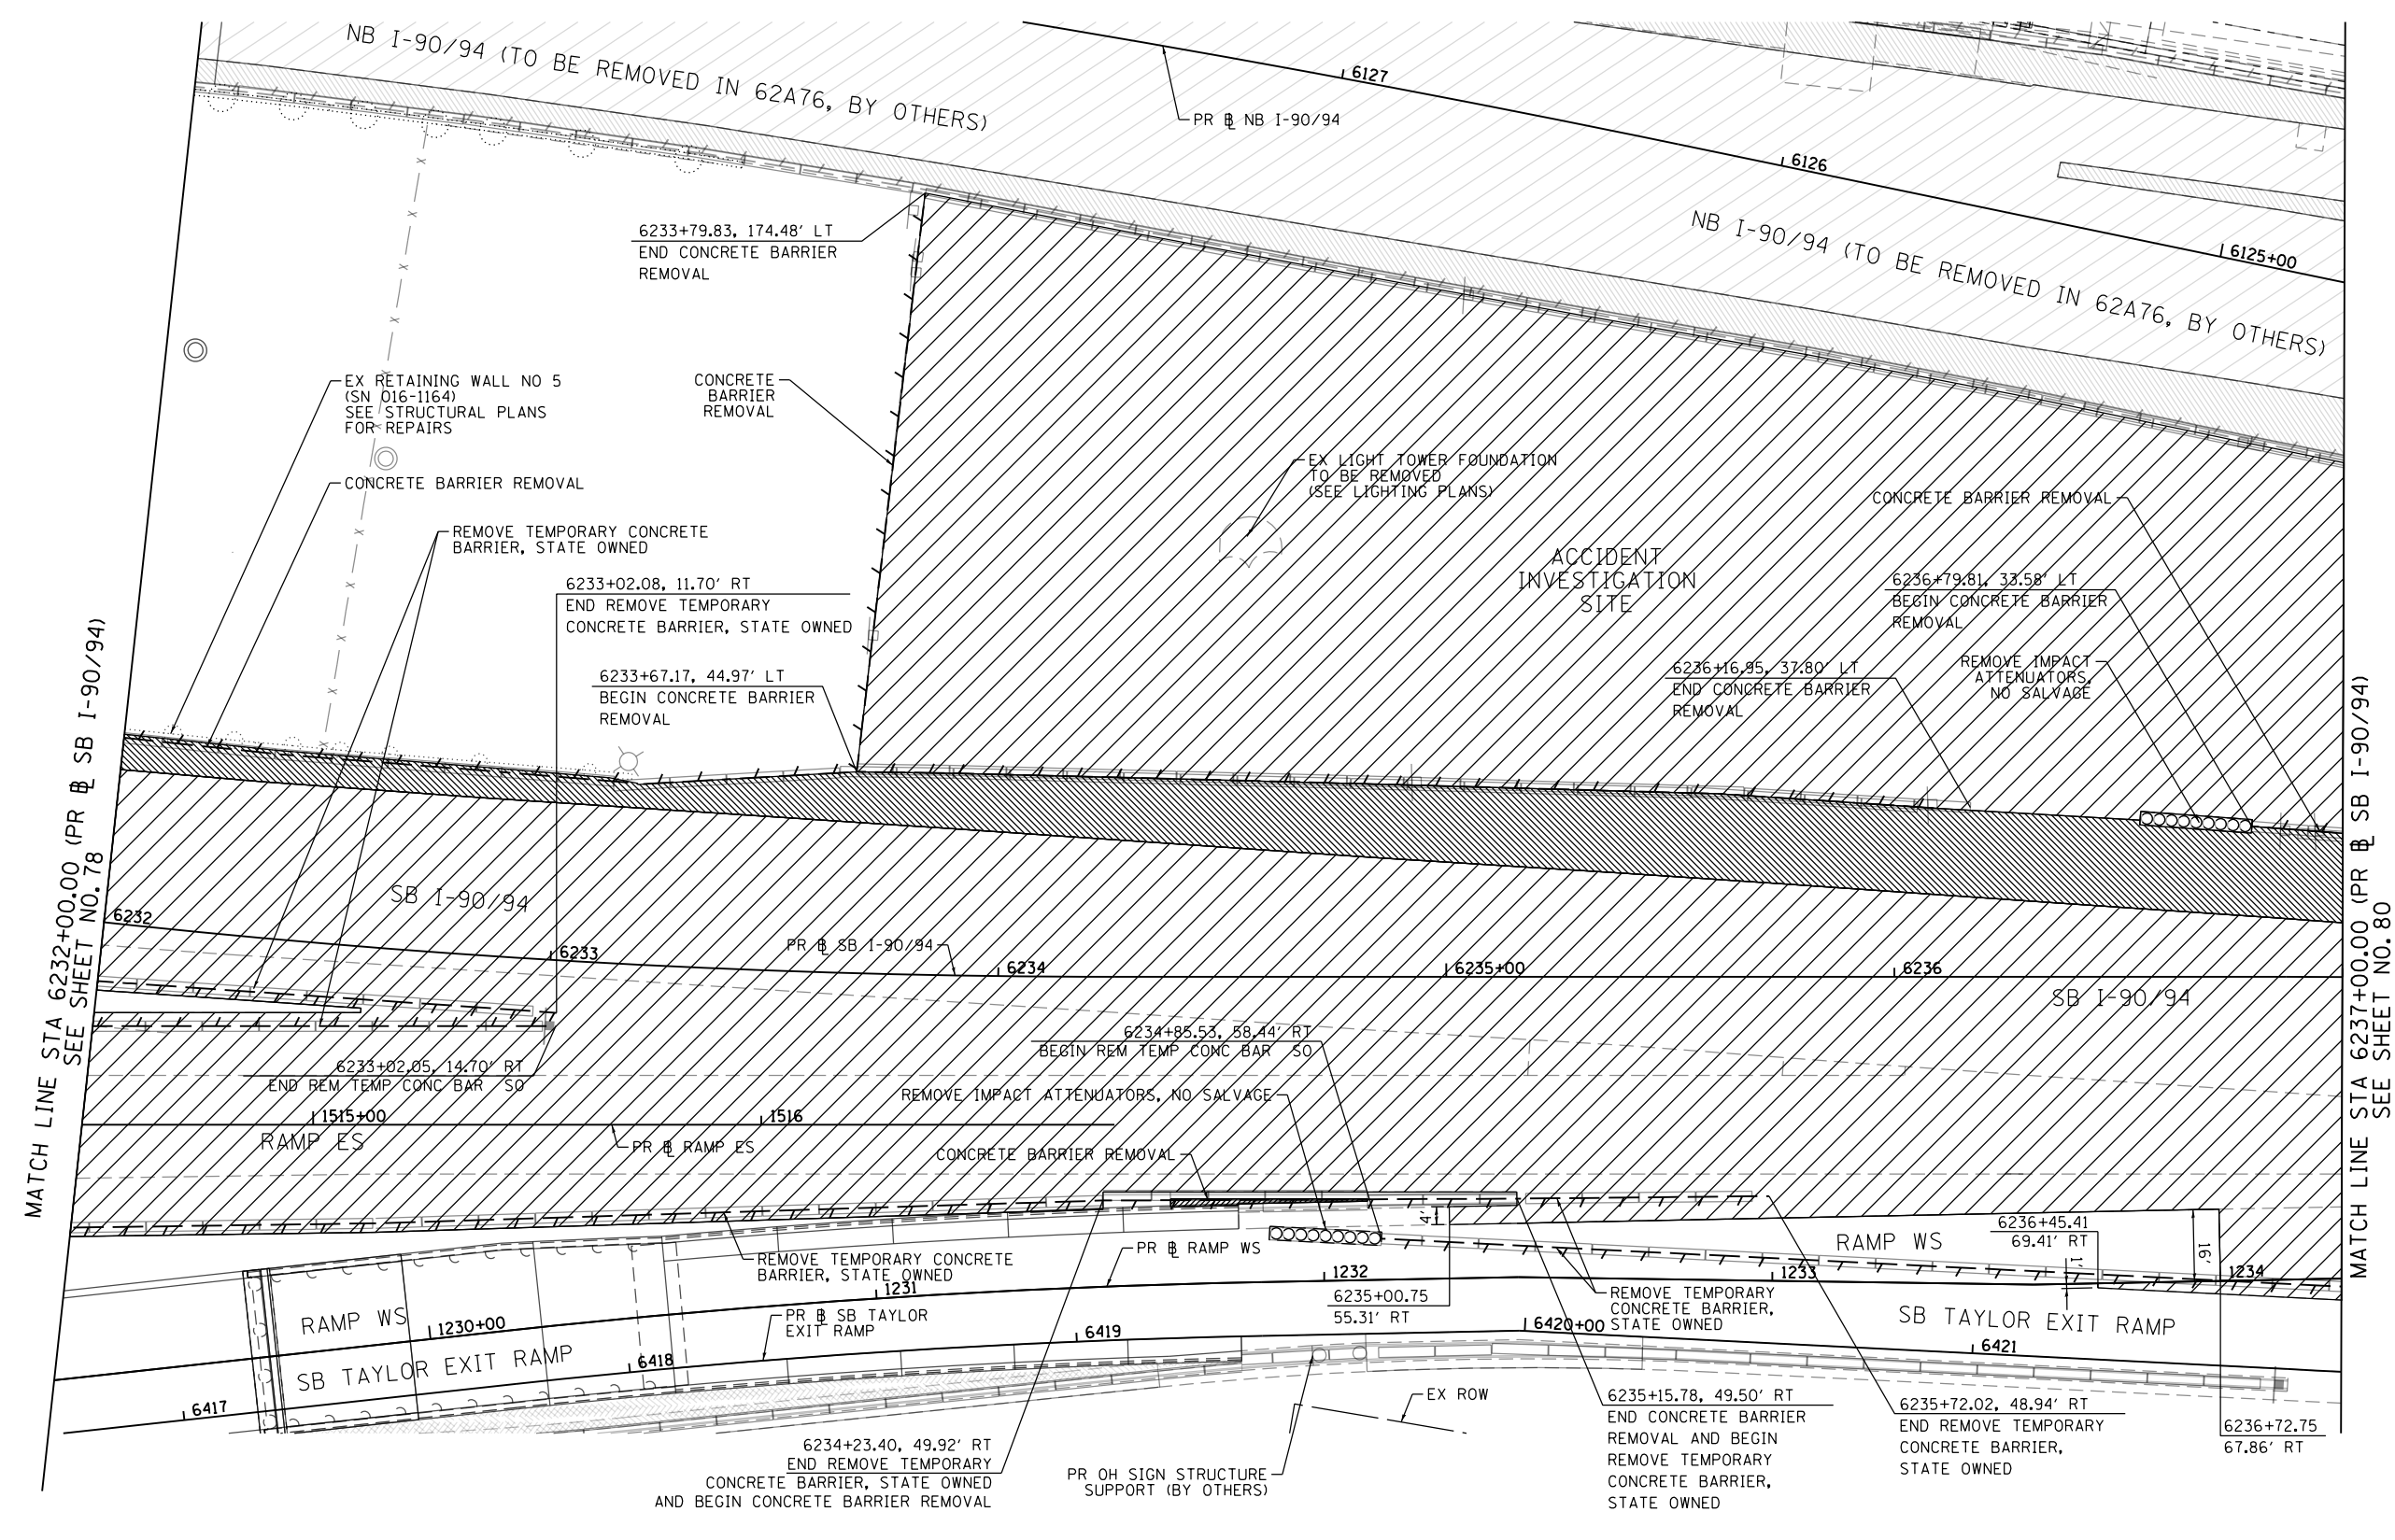 NB I-90/94 (TO BE REMOVED IN 62A76, BY OTHERS)
6127
PR ℄ NB I-90/94
6126
6125+00
NB I-90/94 (TO BE REMOVED IN 62A76, BY OTHERS)
6233+79.83, 174.48' LT
END CONCRETE BARRIER
REMOVAL
EX RETAINING WALL NO 5
(SN 016-1164)
SEE STRUCTURAL PLANS
FOR REPAIRS
CONCRETE
BARRIER
REMOVAL
CONCRETE BARRIER REMOVAL
REMOVE TEMPORARY CONCRETE
BARRIER, STATE OWNED
EX LIGHT TOWER FOUNDATION
TO BE REMOVED
(SEE LIGHTING PLANS)
CONCRETE BARRIER REMOVAL
ACCIDENT
INVESTIGATION
SITE
6233+02.08, 11.70' RT
END REMOVE TEMPORARY
CONCRETE BARRIER, STATE OWNED
6236+79.81, 33.58' LT
BEGIN CONCRETE BARRIER
REMOVAL
6233+67.17, 44.97' LT
BEGIN CONCRETE BARRIER
REMOVAL
6236+16.95, 37.80' LT
END CONCRETE BARRIER
REMOVAL
REMOVE IMPACT
ATTENUATORS,
NO SALVAGE
MATCH LINE STA 6232+00.00 (PR ℄ SB I-90/94)
SEE SHEET NO. 78
MATCH LINE STA 6237+00.00 (PR ℄ SB I-90/94)
SEE SHEET NO. 80
SB I-90/94
6232
6233
PR ℄ SB I-90/94
6234
6235+00
6236
SB I-90/94
6234+85.53, 58.44' RT
BEGIN REM TEMP CONC BAR SO
6233+02.05, 14.70' RT
END REM TEMP CONC BAR SO
REMOVE IMPACT ATTENUATORS, NO SALVAGE
1515+00
1516
RAMP ES
PR ℄ RAMP ES
CONCRETE BARRIER REMOVAL
4'
6236+45.41
69.41' RT
RAMP WS
16'
1'
PR ℄ RAMP WS
REMOVE TEMPORARY CONCRETE
BARRIER, STATE OWNED
1230+00
1231
1232
1233
1234
6235+00.75
55.31' RT
REMOVE TEMPORARY
CONCRETE BARRIER,
STATE OWNED
RAMP WS
PR ℄ SB TAYLOR
EXIT RAMP
SB TAYLOR EXIT RAMP
SB TAYLOR EXIT RAMP
6417
6418
6419
6420+00
6421
EX ROW
6235+15.78, 49.50' RT
END CONCRETE BARRIER
REMOVAL AND BEGIN
REMOVE TEMPORARY
CONCRETE BARRIER,
STATE OWNED
6235+72.02, 48.94' RT
END REMOVE TEMPORARY
CONCRETE BARRIER,
STATE OWNED
6236+72.75
67.86' RT
6234+23.40, 49.92' RT
END REMOVE TEMPORARY
CONCRETE BARRIER, STATE OWNED
AND BEGIN CONCRETE BARRIER REMOVAL
PR OH SIGN STRUCTURE
SUPPORT (BY OTHERS)